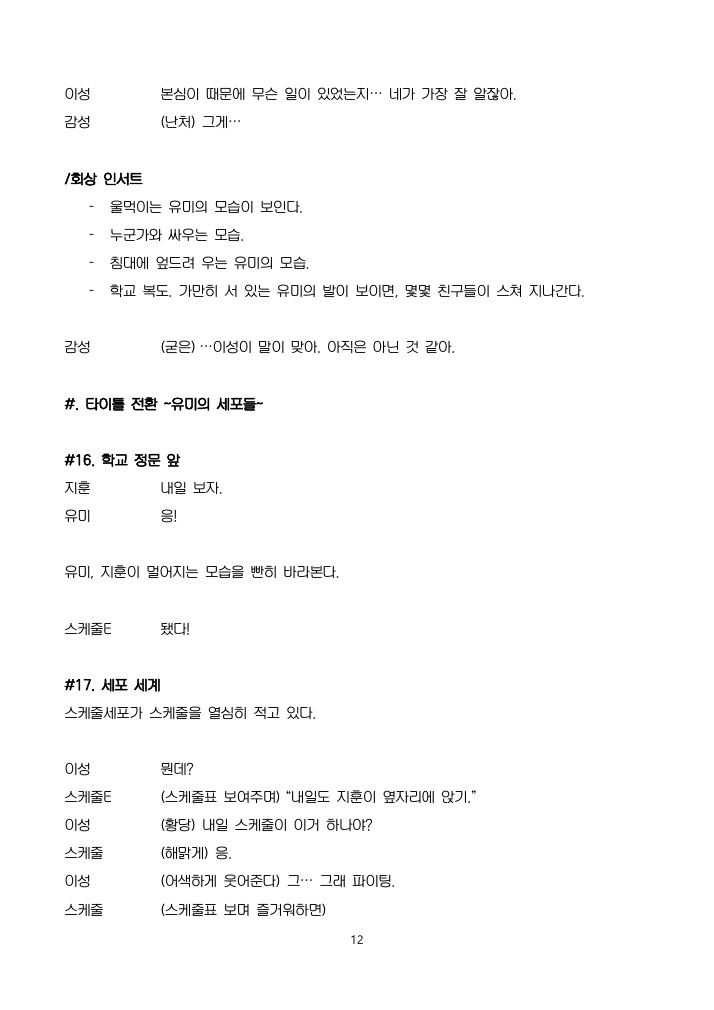 이성 본심이 때문에 무슨 일이 있었는지… 네가 가장 잘 알잖아.
감성 (난처) 그게…
/회상 인서트
- 울먹이는 유미의 모습이 보인다.
- 누군가와 싸우는 모습.
- 침대에 엎드려 우는 유미의 모습.
- 학교 복도. 가만히 서 있는 유미의 발이 보이면, 몇몇 친구들이 스쳐 지나간다.
감성 (굳은) …이성이 말이 맞아. 아직은 아닌 것 같아.
#. 타이틀 전환 ~유미의 세포들~
#16. 학교 정문 앞
지훈 내일 보자.
유미 응!
유미, 지훈이 멀어지는 모습을 빤히 바라본다.
스케줄E 됐다!
#17. 세포 세계
스케줄세포가 스케줄을 열심히 적고 있다.
이성 뭔데?
스케줄E (스케줄표 보여주며) “내일도 지훈이 옆자리에 앉기.”
이성 (황당) 내일 스케줄이 이거 하나야?
스케줄 (해맑게) 응.
이성 (어색하게 웃어준다) 그… 그래 파이팅.
스케줄 (스케줄표 보며 즐거워하면)
12